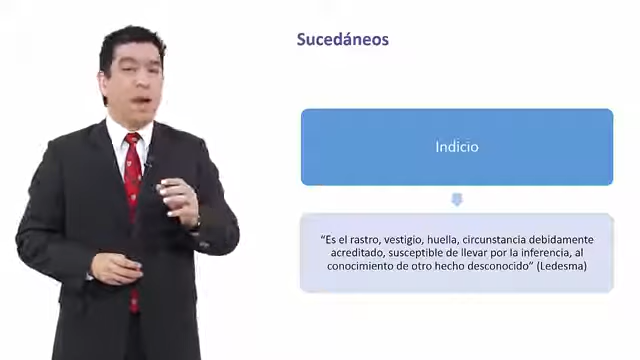 Sucedáneos
Indicio
“Es el rastro, vestigio, huella, circunstancia debidamente
acreditado, susceptible de llevar por la inferencia, al
conocimiento de otro hecho desconocido” (Ledesma)